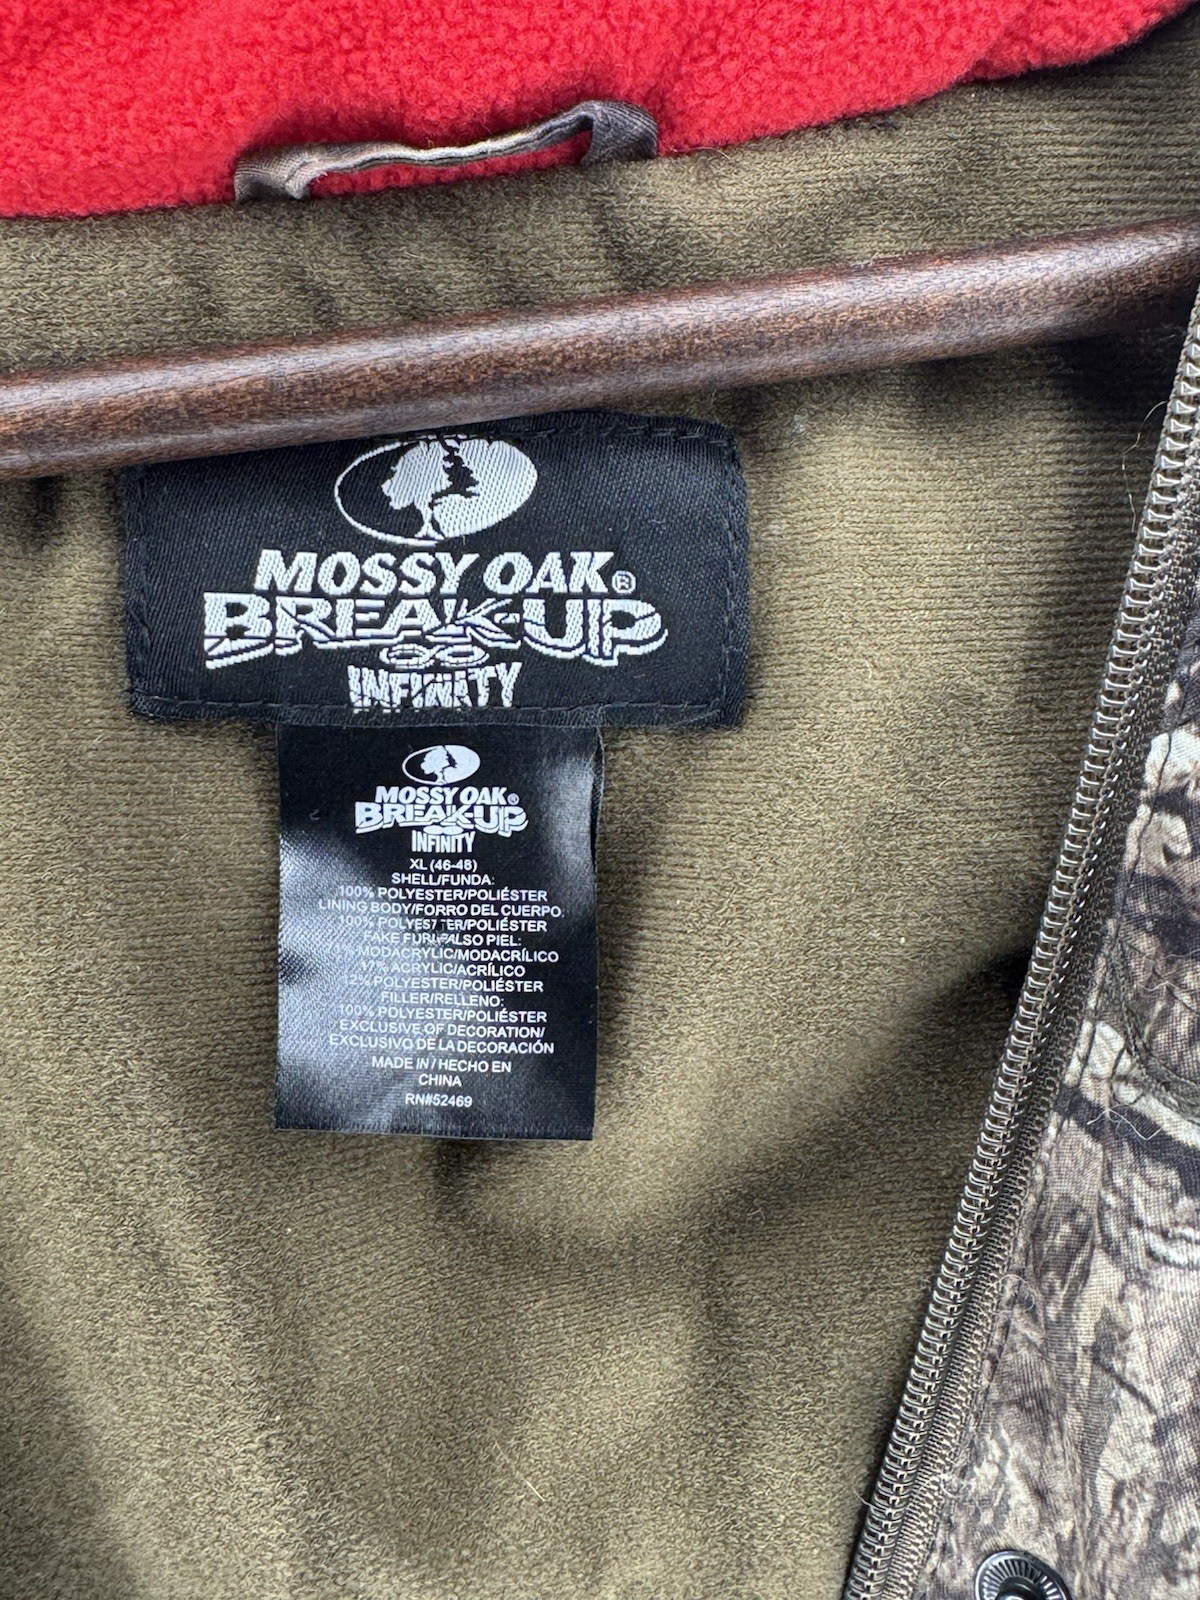 MOSSY OAK®
BREAK-UP
INFINITY
MOSSY OAK®
BREAK-UP
INFINITY
XL (46-48)
SHELL/FUNDA:
100% POLYESTER/POLIÉSTER
LINING BODY/FORRO DEL CUERPO:
100% POLYESTER/POLIÉSTER
FAKE FUR/FALSO PIEL:
MODACRYLIC/MODACRÍLICO
17% ACRYLIC/ACRÍLICO
POLYESTER/POLIÉSTER
FILLER/RELLENO:
100% POLYESTER/POLIÉSTER
EXCLUSIVE OF DECORATION/
EXCLUSIVO DE LA DECORACIÓN
MADE IN / HECHO EN
CHINA
RN#52469